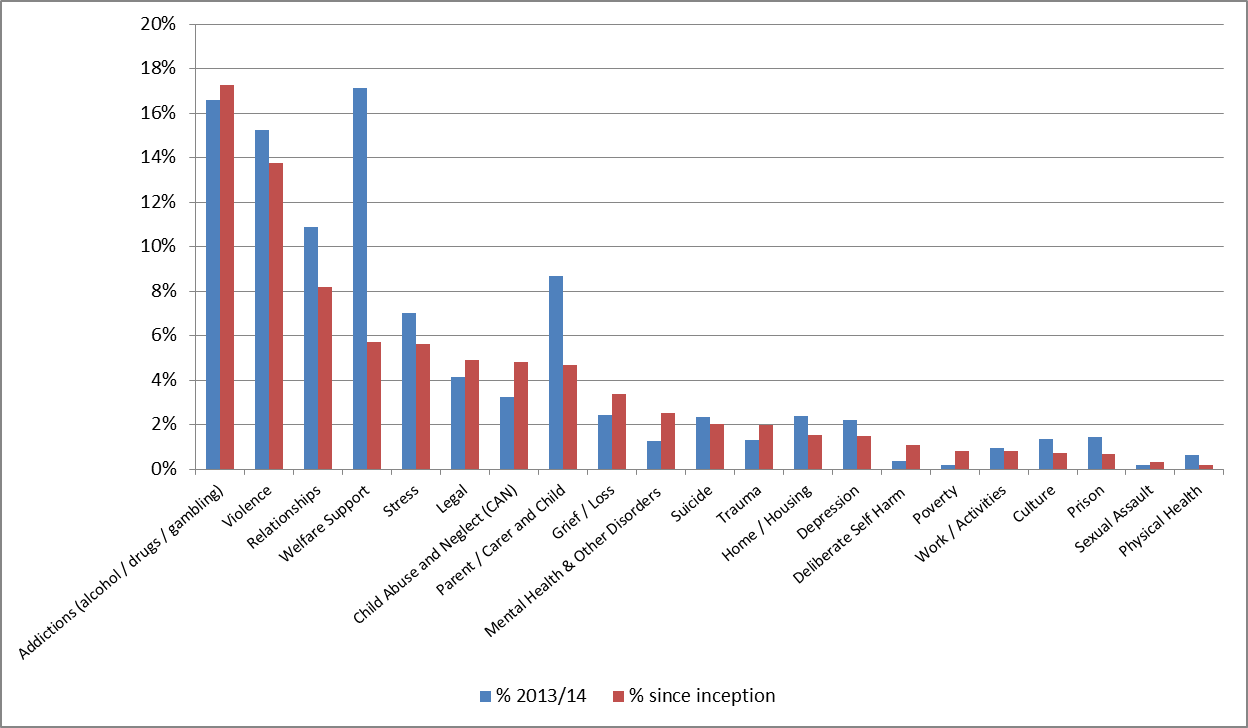 20%
18%
16%
14%
12%
10%
8%
6%
4%
2%
0%
Addictions (alcohol / drugs / gambling)
Violence
Relationships
Welfare Support
Stress
Legal
Child Abuse and Neglect (CAN)
Parent / Carer and Child
Grief / Loss
Mental Health & Other Disorders
Suicide
Trauma
Home / Housing
Depression
Deliberate Self Harm
Poverty
Work / Activities
Culture
Prison
Sexual Assault
Physical Health
% 2013/14 % since inception